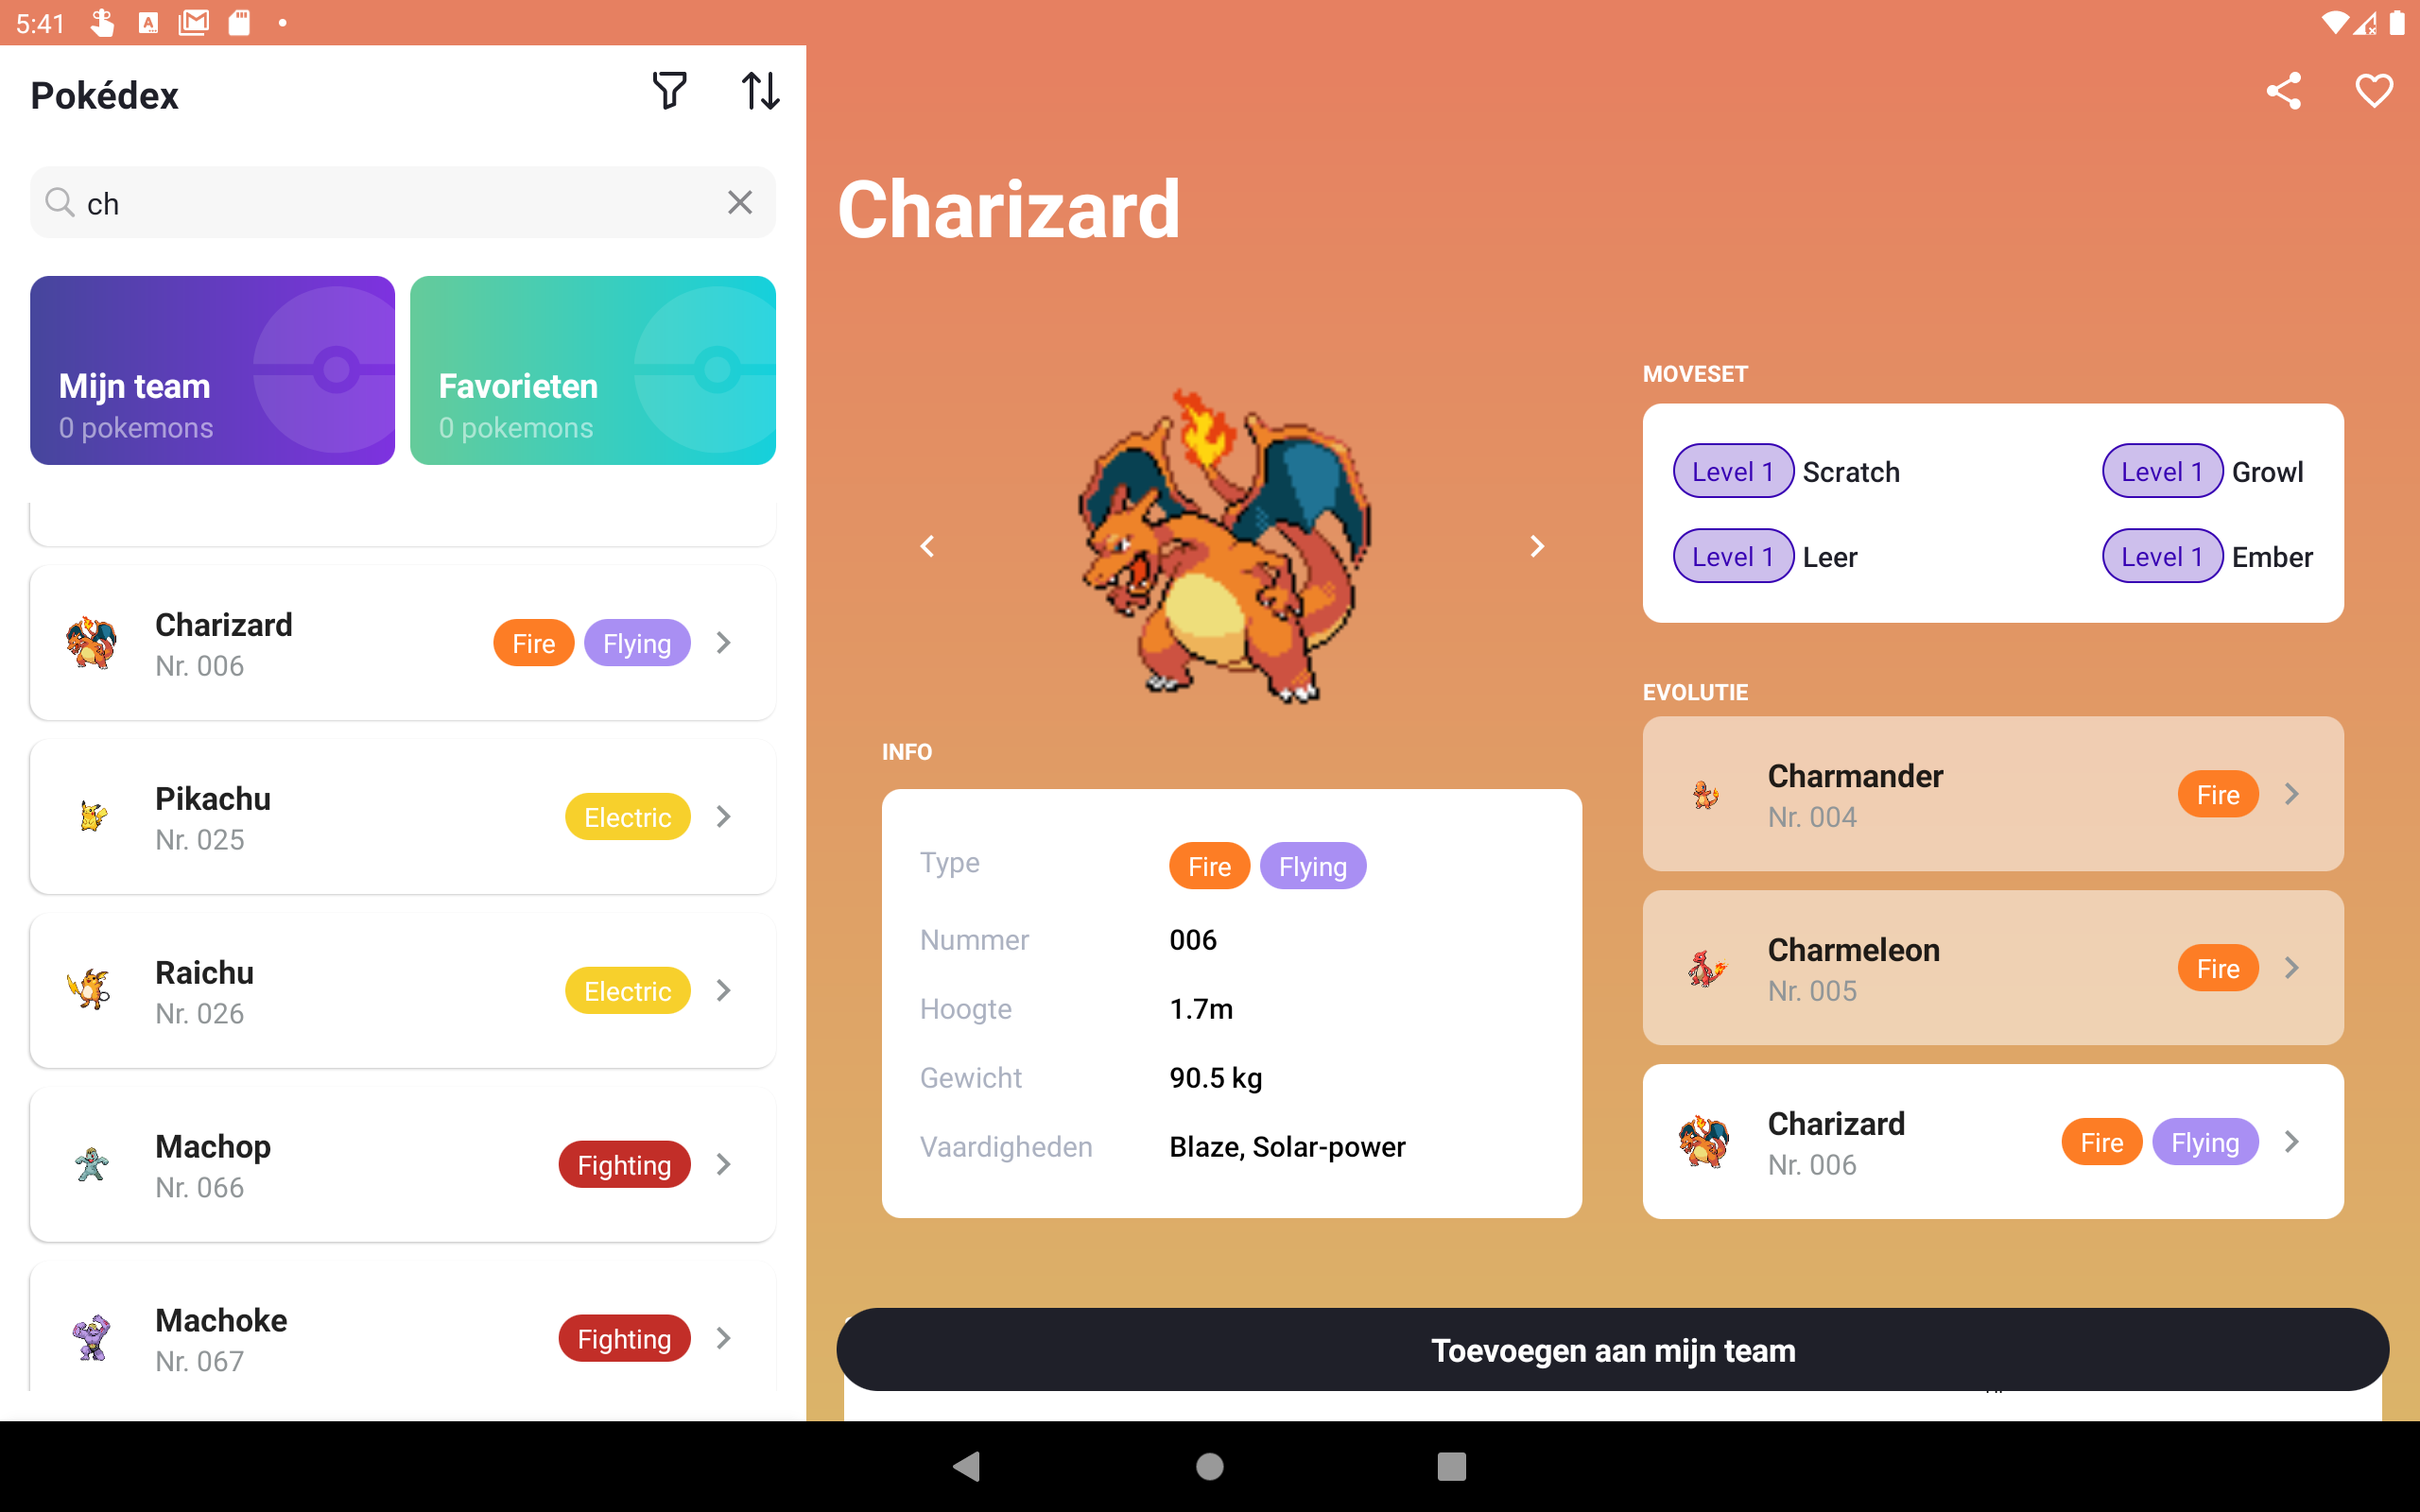 5:41
Pokédex
ch
Mijn team
0 pokemons
Favorieten
0 pokemons
Charizard
Nr. 006
Fire
Flying
Pikachu
Nr. 025
Electric
Raichu
Nr. 026
Electric
Machop
Nr. 066
Fighting
Machoke
Nr. 067
Fighting
Charizard
INFO
Type
Fire
Flying
Nummer
006
Hoogte
1.7m
Gewicht
90.5 kg
Vaardigheden
Blaze, Solar-power
MOVESET
Level 1 Scratch
Level 1 Growl
Level 1 Leer
Level 1 Ember
EVOLUTIE
Charmander
Nr. 004
Fire
Charmeleon
Nr. 005
Fire
Charizard
Nr. 006
Fire
Flying
Toevoegen aan mijn team